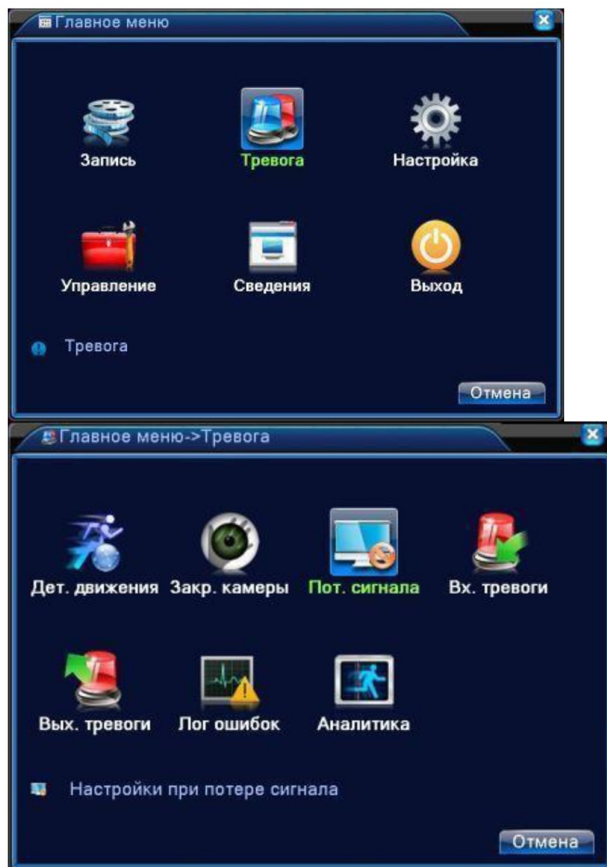 Главное меню
Запись Тревога Настройка
Управление Сведения Выход
Тревога
Отмена
Главное меню->Тревога
Дет. движения Закр. камеры Пот. сигнала Вх. тревоги
Вых. тревоги Лог ошибок Аналитика
Настройки при потере сигнала
Отмена